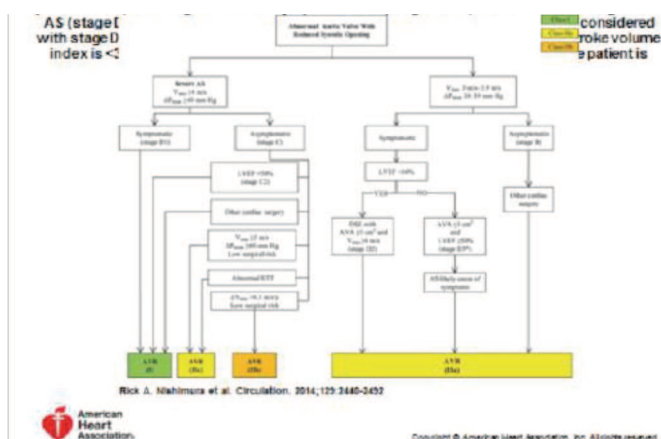 AS (stage D
considered
with stage D
roke volume
index is <
e patient is
Class I
Class IIa
Class IIb
Abnormal Aortic Valve With
Reduced Systolic Opening
Severe AS
Vmax ≥4 m/s
ΔPmean ≥40 mm Hg
Vmax 3 m/s-3.9 m/s
ΔPmean 20-39 mm Hg
Symptomatic
(stage D1)
Asymptomatic
(stage C)
Symptomatic
Asymptomatic
(stage B)
LVEF <50%
(stage C2)
LVEF <50%
YES
NO
Other cardiac surgery
Other cardiac
surgery
Vmax ≥5 m/s
ΔPmean ≥60 mm Hg
Low surgical risk
DSE with
AVA ≤1 cm² and
Vmax ≥4 m/s
(stage D2)
AVA ≤1 cm²
and
LVEF ≥50%
(stage D3*)
Abnormal ETT
AS likely cause of
symptoms
ΔVmax >0.3 m/s/y
Low surgical risk
AVR
(I)
AVR
(IIa)
AVR
(IIb)
AVR
(IIa)
Rick A. Nishimura et al. Circulation. 2014;129:2440-2492
American
Heart
Association.
Copyright © American Heart Association, Inc. All rights reserved.